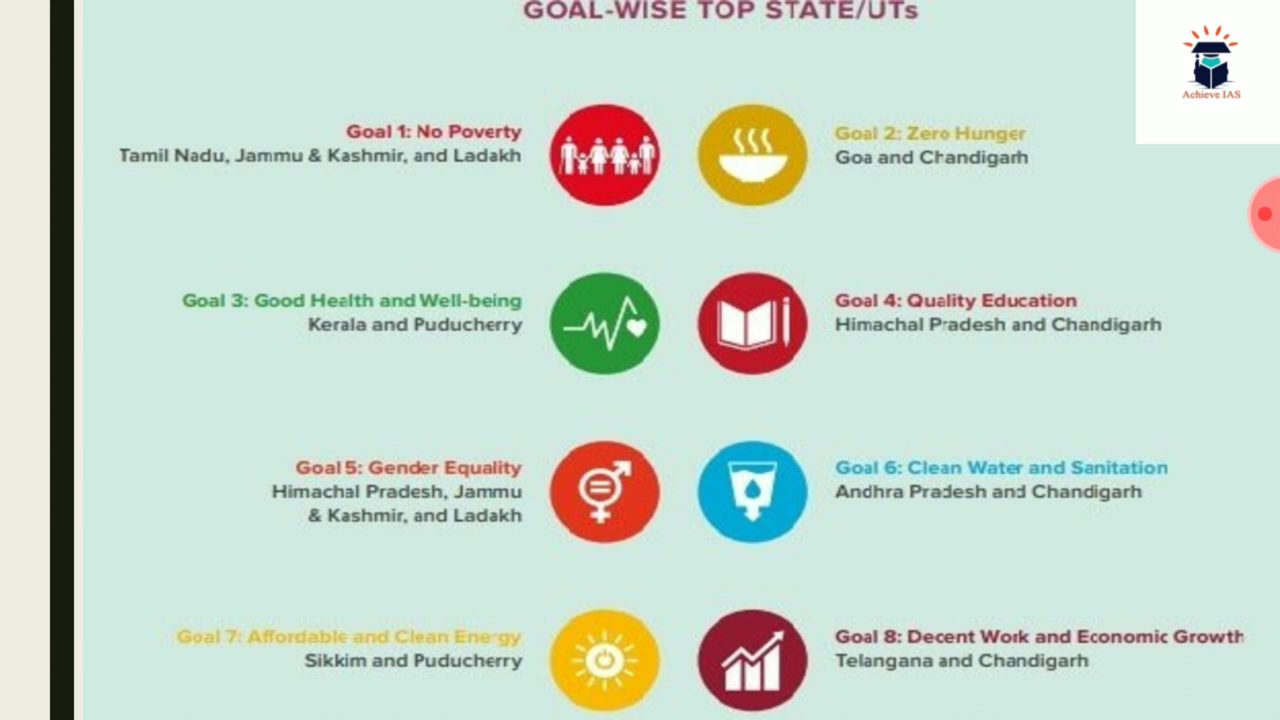 GOAL-WISE TOP STATE/UTs
Achieve IAS
Goal 1: No Poverty
Tamil Nadu, Jammu & Kashmir, and Ladakh
Goal 2: Zero Hunger
Goa and Chandigarh
Goal 3: Good Health and Well-being
Kerala and Puducherry
Goal 4: Quality Education
Himachal Pradesh and Chandigarh
Goal 5: Gender Equality
Himachal Pradesh, Jammu
& Kashmir, and Ladakh
Goal 6: Clean Water and Sanitation
Andhra Pradesh and Chandigarh
Goal 7: Affordable and Clean Energy
Sikkim and Puducherry
Goal 8: Decent Work and Economic Growth
Telangana and Chandigarh